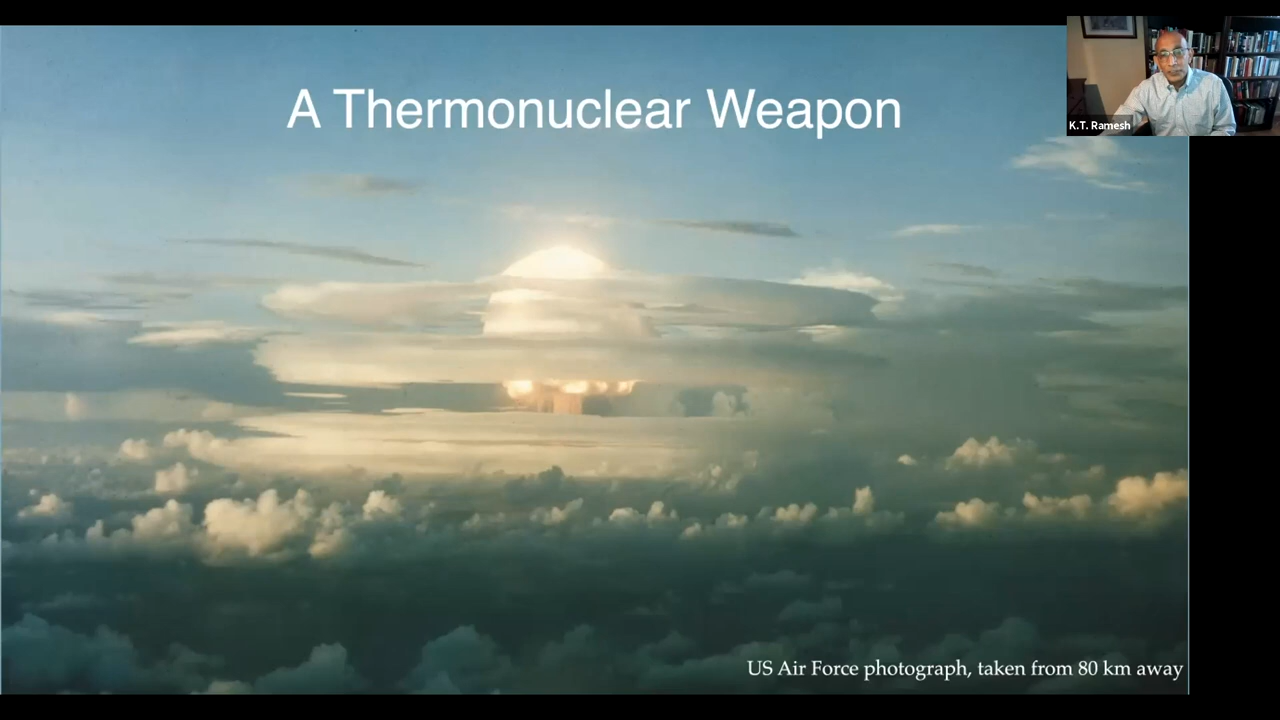 A Thermonuclear Weapon
K.T. Ramesh
US Air Force photograph, taken from 80 km away